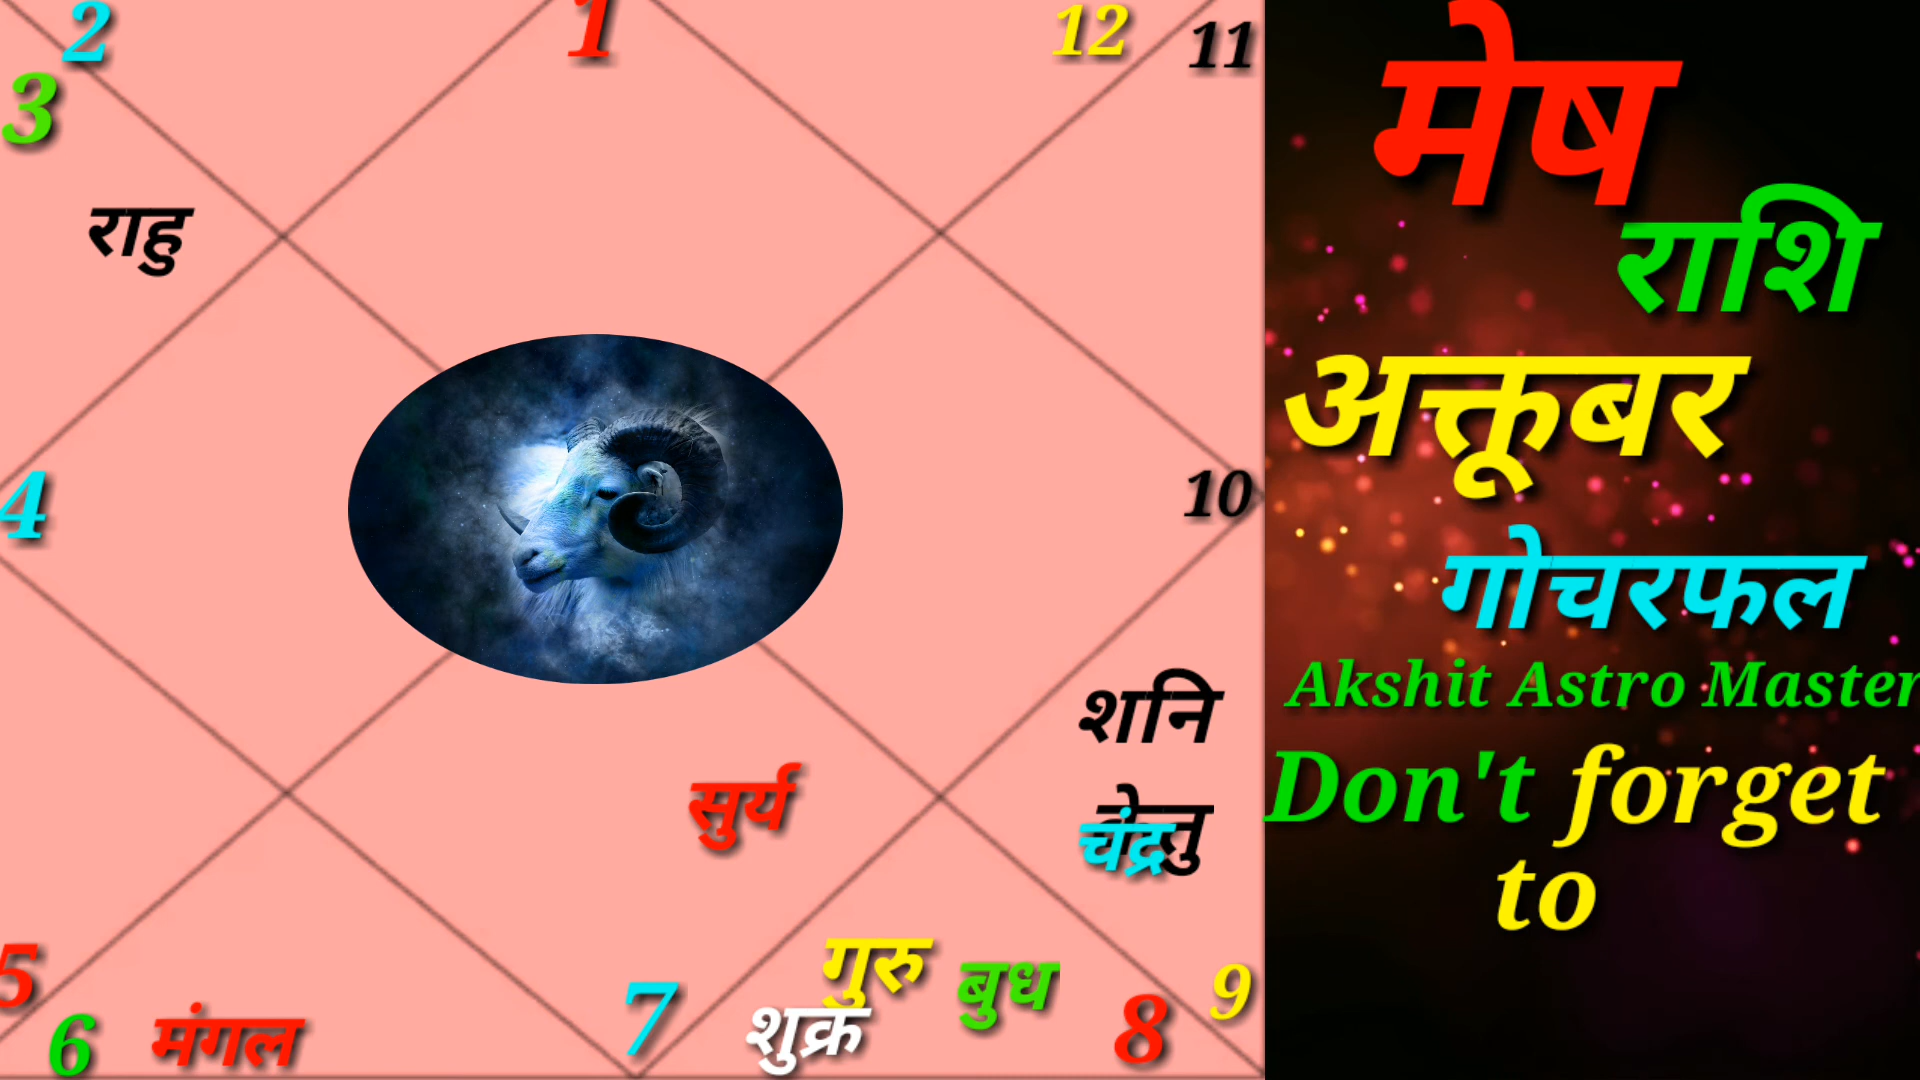 2
1
12
11
3
राहु
4
10
शनि
केतु
चंद्र
सुर्य
5
6
मंगल
7
गुरु
शुक्र
बुध
8
9
मेष
राशि
अक्तूबर
गोचरफल
Akshit Astro Master
Don't forget
to